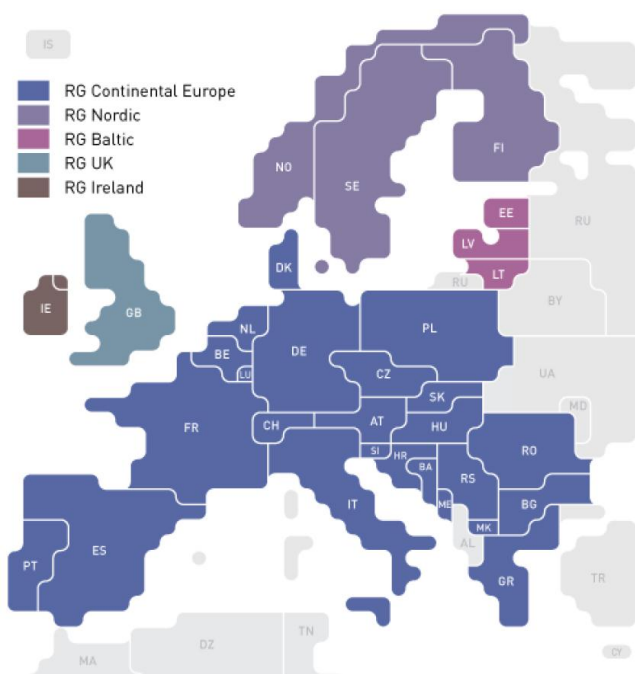 IS
RG Continental Europe
RG Nordic
RG Baltic
RG UK
RG Ireland
NO
SE
FI
RU
EE
LV
LT
RU
BY
DK
IE
GB
NL
BE
LU
DE
PL
CZ
UA
SK
MD
FR
CH
AT
HU
RO
SI
HR
BA
RS
IT
ME
BG
MK
AL
PT
ES
GR
TR
MA
DZ
TN
CY